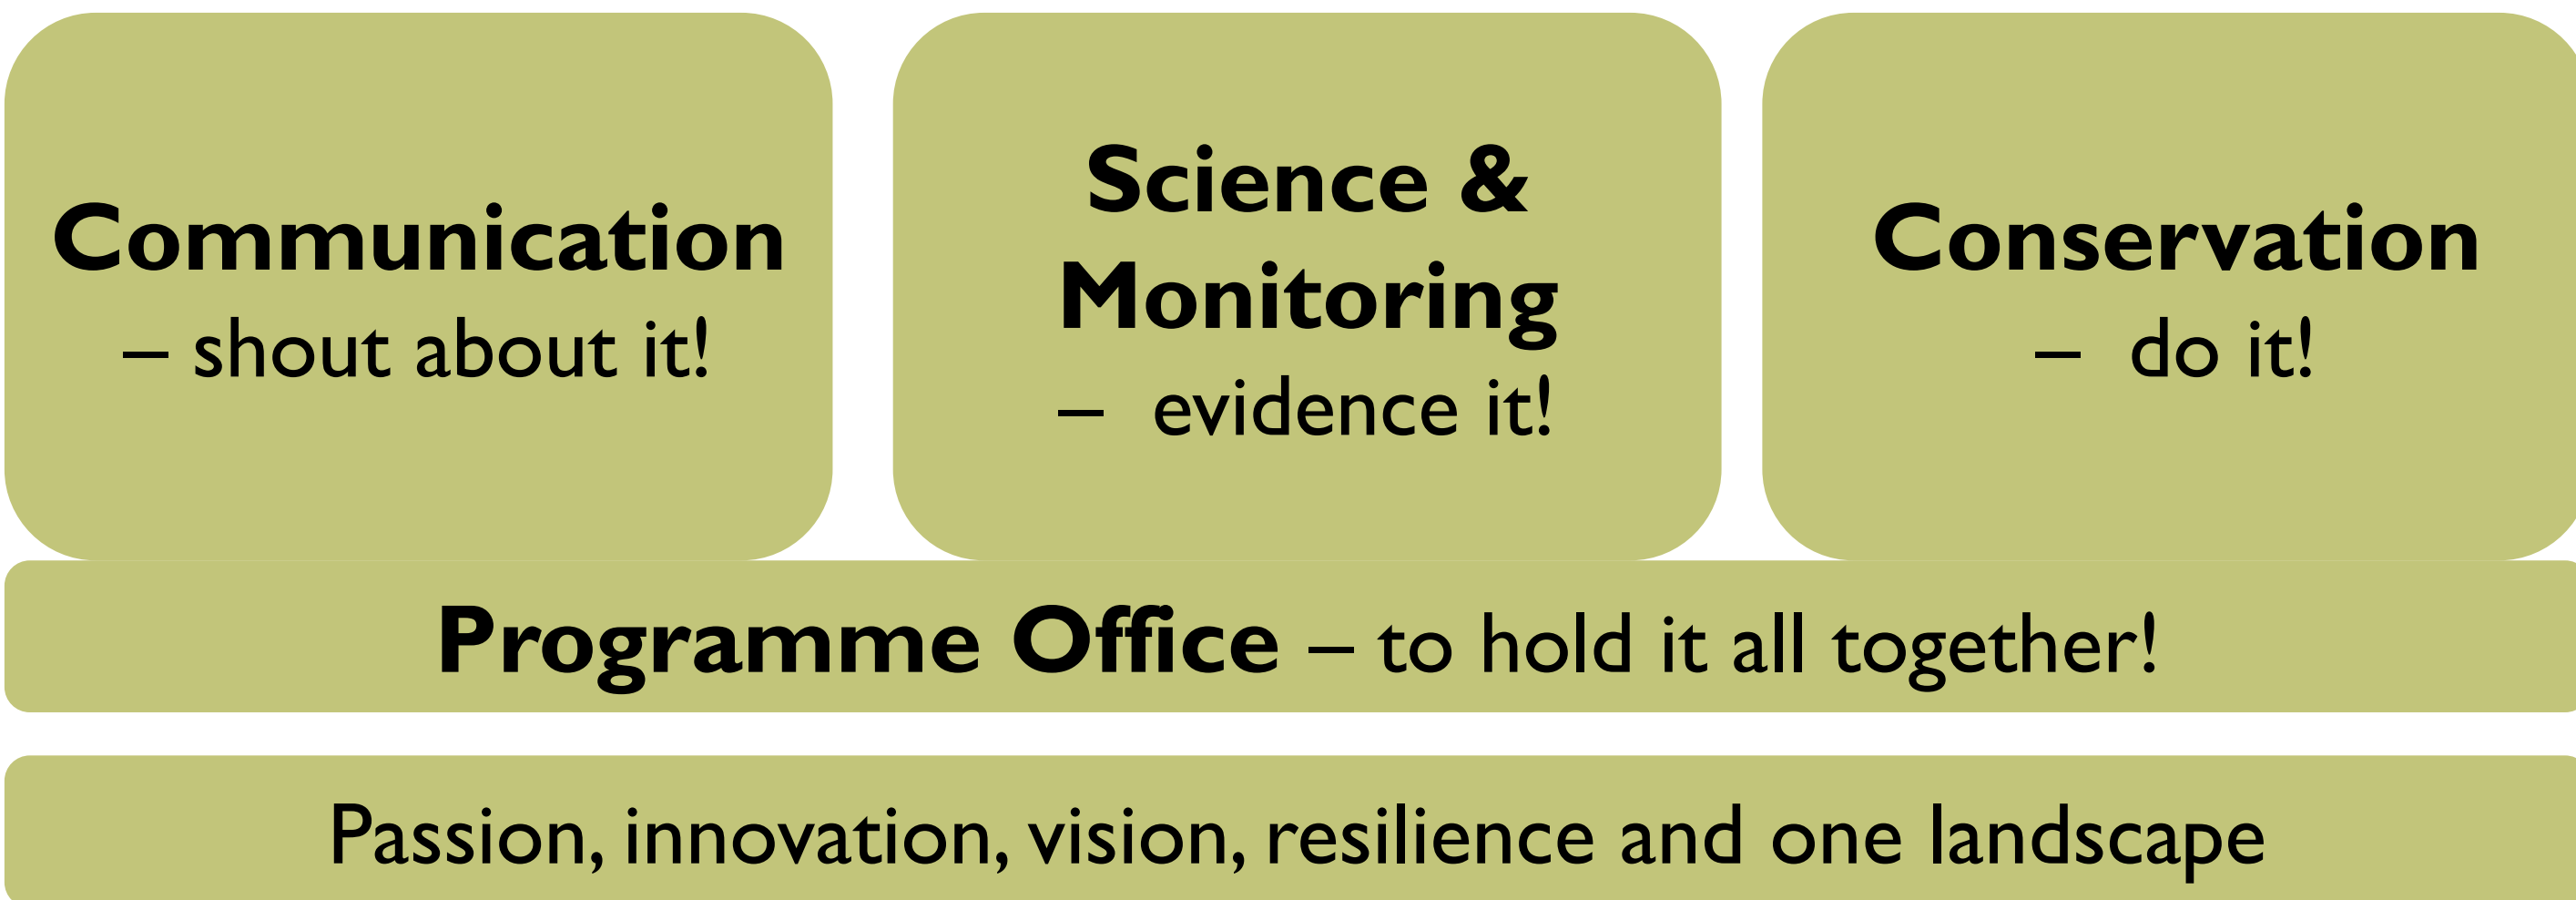 Communication
– shout about it!
Science &
Monitoring
– evidence it!
Conservation
– do it!
Programme Office – to hold it all together!
Passion, innovation, vision, resilience and one landscape